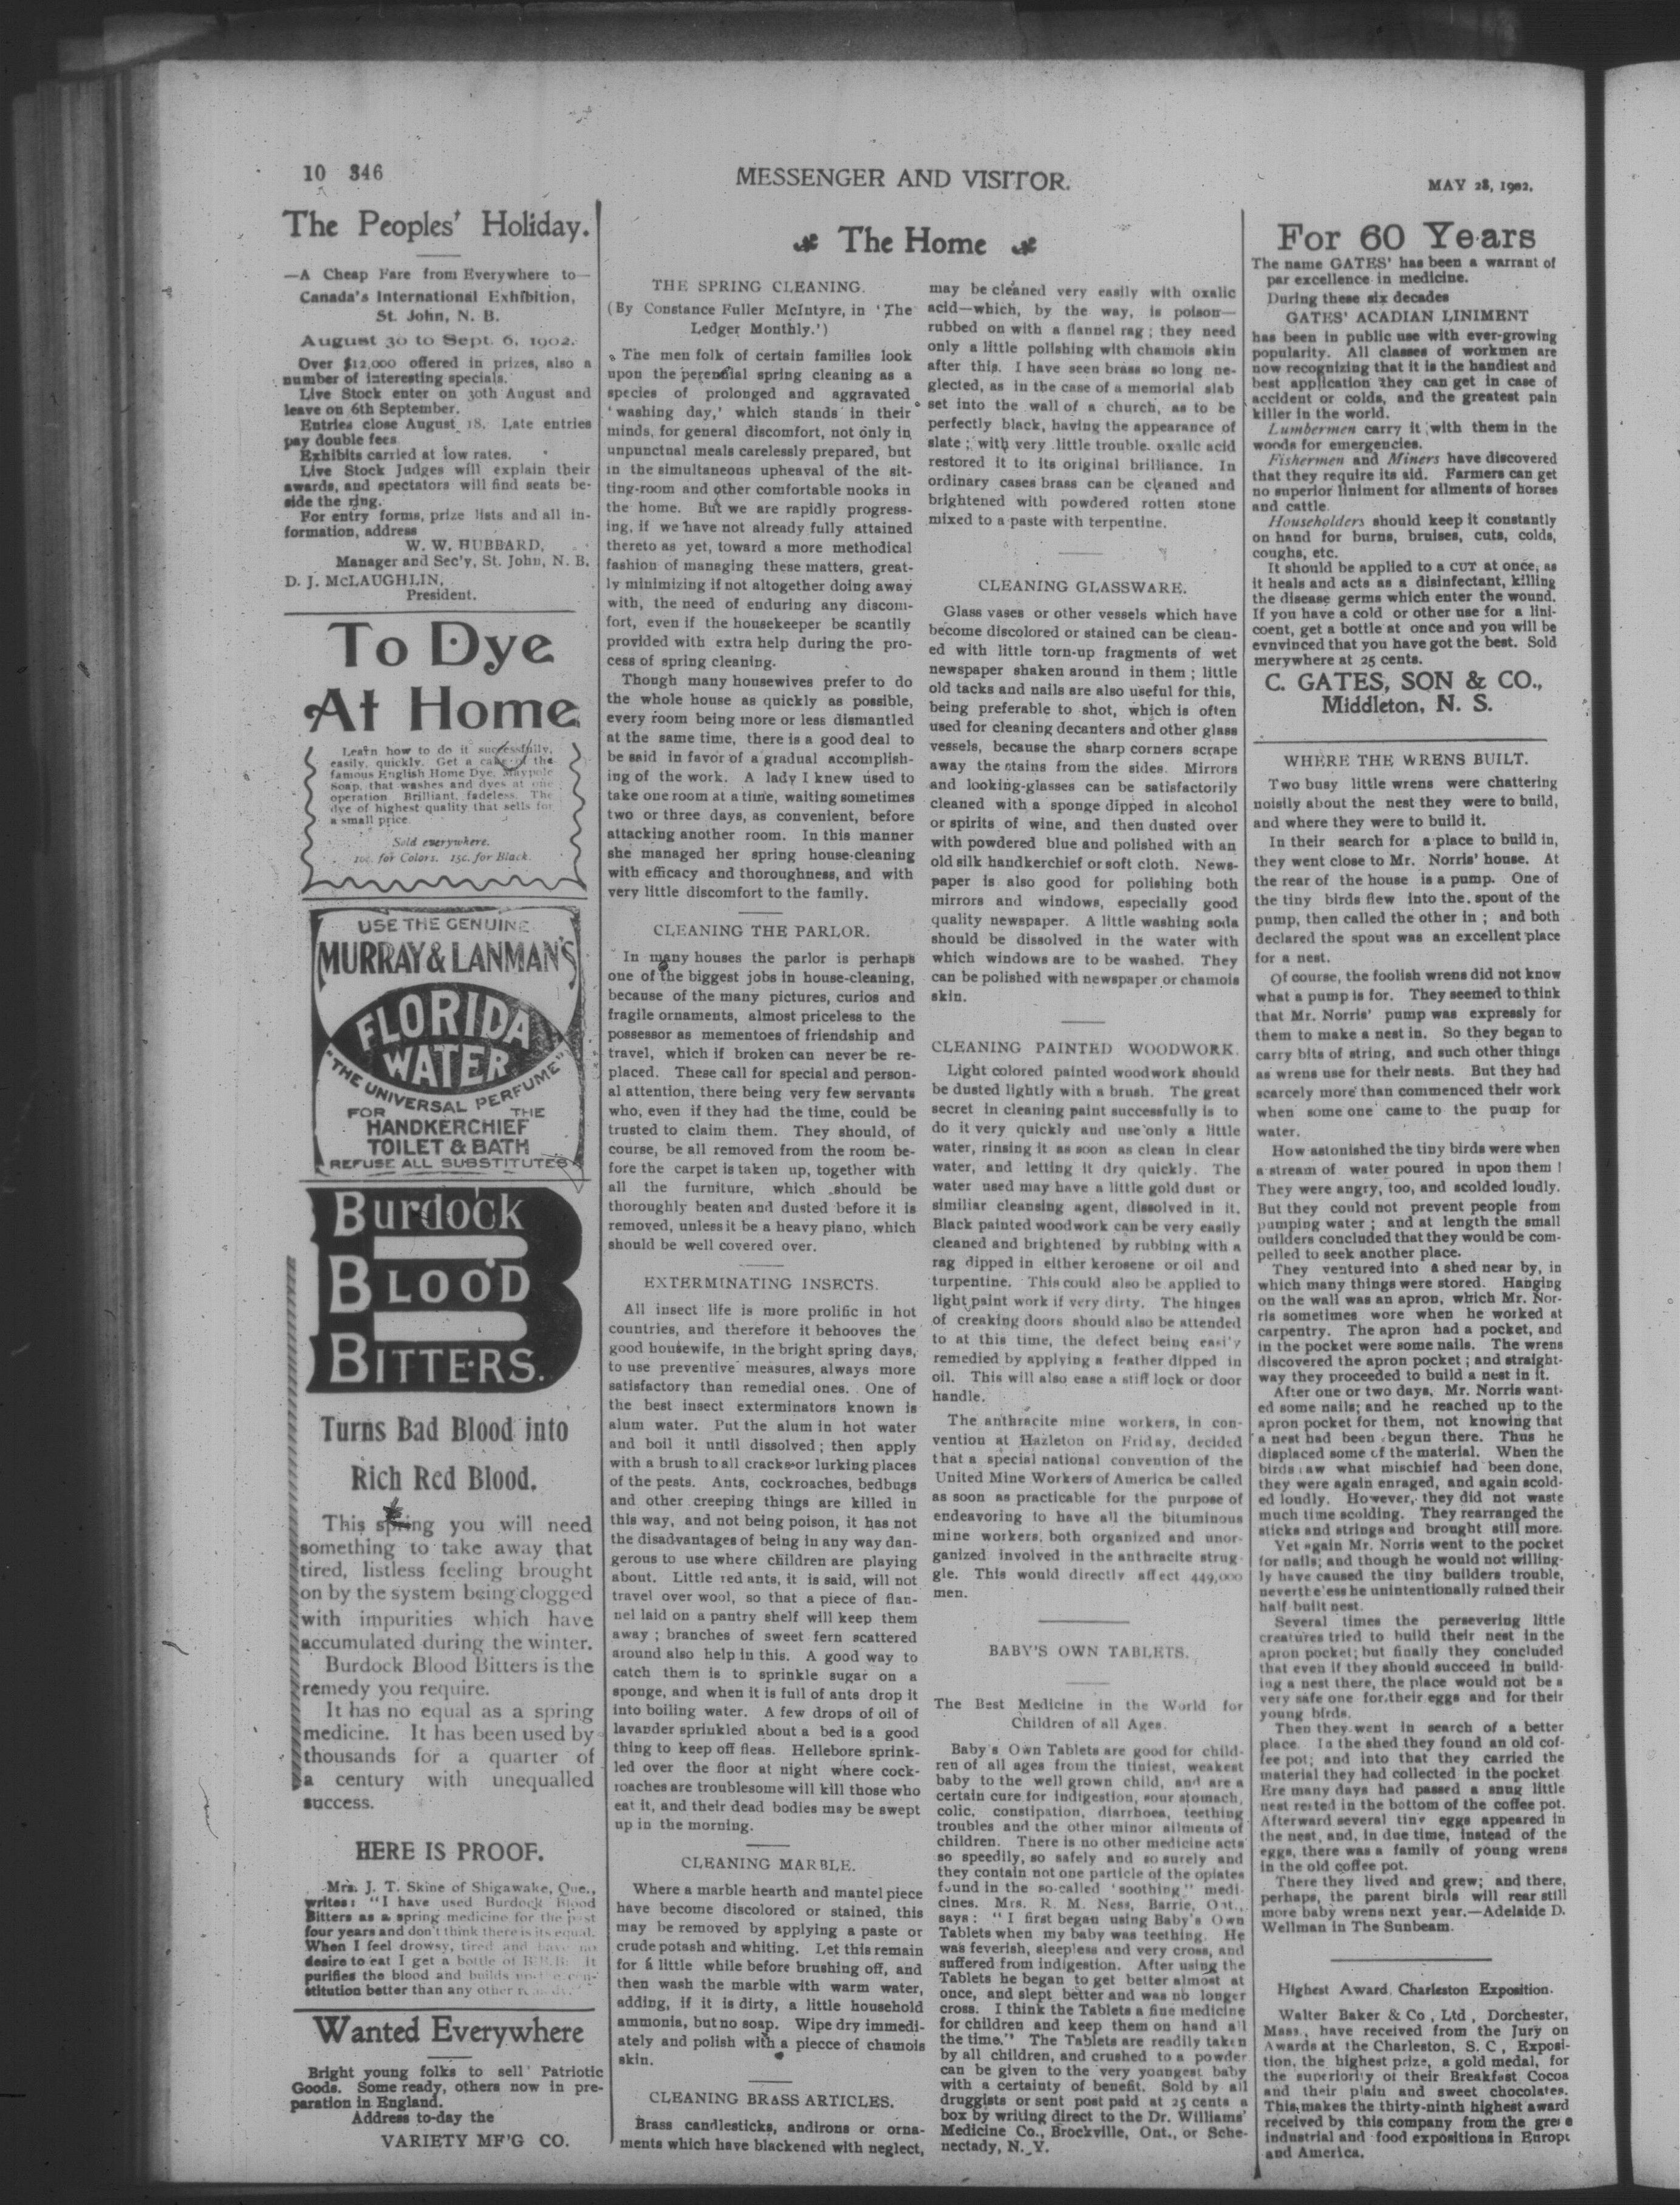 10 346
MESSENGER AND VISITOR.
MAY 28, 1902.
The Peoples' Holiday.
—A Cheap Fare from Everywhere to—
Canada's International Exhibition,
St. John, N. B.
August 30 to Sept. 6, 1902.
Over $12,000 offered in prizes, also a
number of interesting specials.
Live Stock enter on 30th August and
leave on 6th September.
Entries close August 18. Late entries
pay double fees.
Exhibits carried at low rates.
Live Stock Judges will explain their
awards, and spectators will find seats be-
side the ring.
For entry forms, prize lists and all in-
formation, address
W. W. HUBBARD,
Manager and Sec'y, St. John, N. B.
D. J. McLAUGHLIN,
President.
To Dye
At Home
Learn how to do it successfully,
easily, quickly. Get a cake of the
famous English Home Dye, Maypole
Soap, that washes and dyes at one
operation. Brilliant, fadeless. The
dye of highest quality that sells for
a small price.
Sold everywhere.
10c. for Colors. 15c. for Black.
USE THE GENUINE
MURRAY & LANMAN'S
FLORIDA
WATER
"THE UNIVERSAL PERFUME"
FOR THE
HANDKERCHIEF
TOILET & BATH
REFUSE ALL SUBSTITUTES
Burdock
BLOOD
BITTERS.
Turns Bad Blood into
Rich Red Blood.
This spring you will need
something to take away that
tired, listless feeling brought
on by the system being clogged
with impurities which have
accumulated during the winter.
Burdock Blood Bitters is the
remedy you require.
It has no equal as a spring
medicine. It has been used by
thousands for a quarter of
a century with unequalled
success.
HERE IS PROOF.
Mrs. J. T. Skine of Shigawake, Que.,
writes: "I have used Burdock Blood
Bitters as a spring medicine for the past
four years and don't think there is its equal.
When I feel drowsy, tired and have no
desire to eat I get a bottle of B.B.B. It
purifies the blood and builds up the con-
stitution better than any other remedy."
Wanted Everywhere
Bright young folks to sell Patriotic
Goods. Some ready, others now in pre-
paration in England.
Address to-day the
VARIETY MF'G CO.
The Home
THE SPRING CLEANING.
(By Constance Fuller McIntyre, in 'The
Ledger Monthly.')
The men folk of certain families look
upon the perennial spring cleaning as a
species of prolonged and aggravated
'washing day,' which stands in their
minds, for general discomfort, not only in
unpunctual meals carelessly prepared, but
in the simultaneous upheaval of the sit-
ting-room and other comfortable nooks in
the home. But we are rapidly progress-
ing, if we have not already fully attained
thereto as yet, toward a more methodical
fashion of managing these matters, great-
ly minimizing if not altogether doing away
with, the need of enduring any discom-
fort, even if the housekeeper be scantily
provided with extra help during the pro-
cess of spring cleaning.
Though many housewives prefer to do
the whole house as quickly as possible,
every room being more or less dismantled
at the same time, there is a good deal to
be said in favor of a gradual accomplish-
ing of the work. A lady I knew used to
take one room at a time, waiting sometimes
two or three days, as convenient, before
attacking another room. In this manner
she managed her spring house-cleaning
with efficacy and thoroughness, and with
very little discomfort to the family.
CLEANING THE PARLOR.
In many houses the parlor is perhaps
one of the biggest jobs in house-cleaning,
because of the many pictures, curios and
fragile ornaments, almost priceless to the
possessor as mementoes of friendship and
travel, which if broken can never be re-
placed. These call for special and person-
al attention, there being very few servants
who, even if they had the time, could be
trusted to claim them. They should, of
course, be all removed from the room be-
fore the carpet is taken up, together with
all the furniture, which should be
thoroughly beaten and dusted before it is
removed, unless it be a heavy piano, which
should be well covered over.
EXTERMINATING INSECTS.
All insect life is more prolific in hot
countries, and therefore it behooves the
good housewife, in the bright spring days,
to use preventive measures, always more
satisfactory than remedial ones. One of
the best insect exterminators known is
alum water. Put the alum in hot water
and boil it until dissolved; then apply
with a brush to all cracks or lurking places
of the pests. Ants, cockroaches, bedbugs
and other creeping things are killed in
this way, and not being poison, it has not
the disadvantages of being in any way dan-
gerous to use where children are playing
about. Little red ants, it is said, will not
travel over wool, so that a piece of flan-
nel laid on a pantry shelf will keep them
away; branches of sweet fern scattered
around also help in this. A good way to
catch them is to sprinkle sugar on a
sponge, and when it is full of ants drop it
into boiling water. A few drops of oil of
lavander spriukled about a bed is a good
thing to keep off fleas. Hellebore sprink-
led over the floor at night where cock-
roaches are troublesome will kill those who
eat it, and their dead bodies may be swept
up in the morning.
CLEANING MARBLE.
Where a marble hearth and mantel piece
have become discolored or stained, this
may be removed by applying a paste or
crude potash and whiting. Let this remain
for a little while before brushing off, and
then wash the marble with warm water,
adding, if it is dirty, a little household
ammonia, but no soap. Wipe dry immedi-
ately and polish with a piecce of chamois
skin.
CLEANING BRASS ARTICLES.
Brass candlesticks, andirons or orna-
ments which have blackened with neglect,
may be cleaned very easily with oxalic
acid—which, by the way, is poison—
rubbed on with a flannel rag; they need
only a little polishing with chamois skin
after this. I have seen brass so long ne-
glected, as in the case of a memorial slab
set into the wall of a church, as to be
perfectly black, having the appearance of
slate; with very little trouble. oxalic acid
restored it to its original brilliance. In
ordinary cases brass can be cleaned and
brightened with powdered rotten stone
mixed to a paste with terpentine.
CLEANING GLASSWARE.
Glass vases or other vessels which have
become discolored or stained can be clean-
ed with little torn-up fragments of wet
newspaper shaken around in them; little
old tacks and nails are also useful for this,
being preferable to shot, which is often
used for cleaning decanters and other glass
vessels, because the sharp corners scrape
away the stains from the sides. Mirrors
and looking-glasses can be satisfactorily
cleaned with a sponge dipped in alcohol
or spirits of wine, and then dusted over
with powdered blue and polished with an
old silk handkerchief or soft cloth. News-
paper is also good for polishing both
mirrors and windows, especially good
quality newspaper. A little washing soda
should be dissolved in the water with
which windows are to be washed. They
can be polished with newspaper or chamois
skin.
CLEANING PAINTED WOODWORK.
Light colored painted woodwork should
be dusted lightly with a brush. The great
secret in cleaning paint successfully is to
do it very quickly and use only a little
water, rinsing it as soon as clean in clear
water, and letting it dry quickly. The
water used may have a little gold dust or
similiar cleansing agent, dissolved in it.
Black painted woodwork can be very easily
cleaned and brightened by rubbing with a
rag dipped in either kerosene or oil and
turpentine. This could also be applied to
light paint work if very dirty. The hinges
of creaking doors should also be attended
to at this time, the defect being easily
remedied by applying a feather dipped in
oil. This will also ease a stiff lock or door
handle.
The anthracite mine workers, in con-
vention at Hazleton on Friday, decided
that a special national convention of the
United Mine Workers of America be called
as soon as practicable for the purpose of
endeavoring to have all the bituminous
mine workers, both organized and unor-
ganized involved in the anthracite strug-
gle. This would directly affect 449,000
men.
BABY'S OWN TABLETS.
The Best Medicine in the World for
Children of all Ages.
Baby's Own Tablets are good for child-
ren of all ages from the tiniest, weakest
baby to the well grown child, and are a
certain cure for indigestion, sour stomach,
colic, constipation, diarrhoea, teething
troubles and the other minor ailments of
children. There is no other medicine acts
so speedily, so safely and so surely and
they contain not one particle of the opiates
found in the so-called 'soothing" medi-
cines. Mrs. R. M. Ness, Barrie, Ont.,
says: "I first began using Baby's Own
Tablets when my baby was teething. He
was feverish, sleepless and very cross, and
suffered from indigestion. After using the
Tablets he began to get better almost at
once, and slept better and was no longer
cross. I think the Tablets a fine medicine
for children and keep them on hand all
the time." The Tablets are readily taken
by all children, and crushed to a powder
can be given to the very youngest baby
with a certainty of benefit. Sold by all
druggists or sent post paid at 25 cents a
box by writing direct to the Dr. Williams'
Medicine Co., Brockville, Ont., or Sche-
nectady, N. Y.
For 60 Years
The name GATES' has been a warrant of
par excellence in medicine.
During these six decades
GATES' ACADIAN LINIMENT
has been in public use with ever-growing
popularity. All classes of workmen are
now recognizing that it is the handiest and
best application they can get in case of
accident or colds, and the greatest pain
killer in the world.
Lumbermen carry it with them in the
woods for emergencies.
Fishermen and Miners have discovered
that they require its aid. Farmers can get
no superior liniment for ailments of horses
and cattle.
Householders should keep it constantly
on hand for burns, bruises, cuts, colds,
coughs, etc.
It should be applied to a CUT at once, as
it heals and acts as a disinfectant, killing
the disease germs which enter the wound.
If you have a cold or other use for a lini-
coent, get a bottle at once and you will be
evnvinced that you have got the best. Sold
merywhere at 25 cents.
C. GATES, SON & CO.,
Middleton, N. S.
WHERE THE WRENS BUILT.
Two busy little wrens were chattering
noisily about the nest they were to build,
and where they were to build it.
In their search for a place to build in,
they went close to Mr. Norris' house. At
the rear of the house is a pump. One of
the tiny birds flew into the spout of the
pump, then called the other in; and both
declared the spout was an excellent place
for a nest.
Of course, the foolish wrens did not know
what a pump is for. They seemed to think
that Mr. Norris' pump was expressly for
them to make a nest in. So they began to
carry bits of string, and such other things
as wrens use for their nests. But they had
scarcely more than commenced their work
when some one came to the pump for
water.
How astonished the tiny birds were when
a stream of water poured in upon them!
They were angry, too, and scolded loudly.
But they could not prevent people from
pumping water; and at length the small
builders concluded that they would be com-
pelled to seek another place.
They ventured into a shed near by, in
which many things were stored. Hanging
on the wall was an apron, which Mr. Nor-
ris sometimes wore when he worked at
carpentry. The apron had a pocket, and
in the pocket were some nails. The wrens
discovered the apron pocket; and straight-
way they proceeded to build a nest in it.
After one or two days, Mr. Norris want-
ed some nails; and he reached up to the
apron pocket for them, not knowing that
a nest had been begun there. Thus he
displaced some of the material. When the
birds saw what mischief had been done,
they were again enraged, and again scold-
ed loudly. However, they did not waste
much time scolding. They rearranged the
sticks and strings and brought still more.
Yet again Mr. Norris went to the pocket
for nails; and though he would not willing-
ly have caused the tiny builders trouble,
nevertheless he unintentionally ruined their
half built nest.
Several times the persevering little
creatures tried to build their nest in the
apron pocket; but finally they concluded
that even if they should succeed in build-
ing a nest there, the place would not be a
very safe one for their eggs and for their
young birds.
Then they went in search of a better
place. In the shed they found an old cof-
fee pot; and into that they carried the
material they had collected in the pocket
Ere many days had passed a snug little
nest rested in the bottom of the coffee pot.
Afterward several tiny eggs appeared in
the nest, and, in due time, instead of the
eggs, there was a family of young wrens
in the old coffee pot.
There they lived and grew; and there,
perhaps, the parent birds will rear still
more baby wrens next year.—Adelaide D.
Wellman in The Sunbeam.
Highest Award, Charleston Exposition.
Walter Baker & Co., Ltd., Dorchester,
Mass., have received from the Jury on
Awards at the Charleston, S. C., Exposi-
tion, the highest prize, a gold medal, for
the superiority of their Breakfast Cocoa
and their plain and sweet chocolates.
This makes the thirty-ninth highest award
received by this company from the great
industrial and food expositions in Europe
and America.